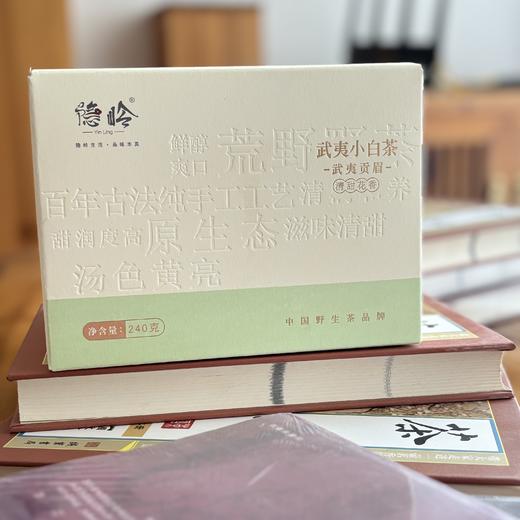 隐岭®
Yin Ling
隐岭生活·品味本真
鲜醇
爽口
荒野野茶
武夷小白茶
-武夷贡眉-
清甜花香
百年古法纯手工工艺清
养
甜润度高
原生态
滋味清甜
汤色黄亮
净含量:
240克
中国野生茶品牌
茶